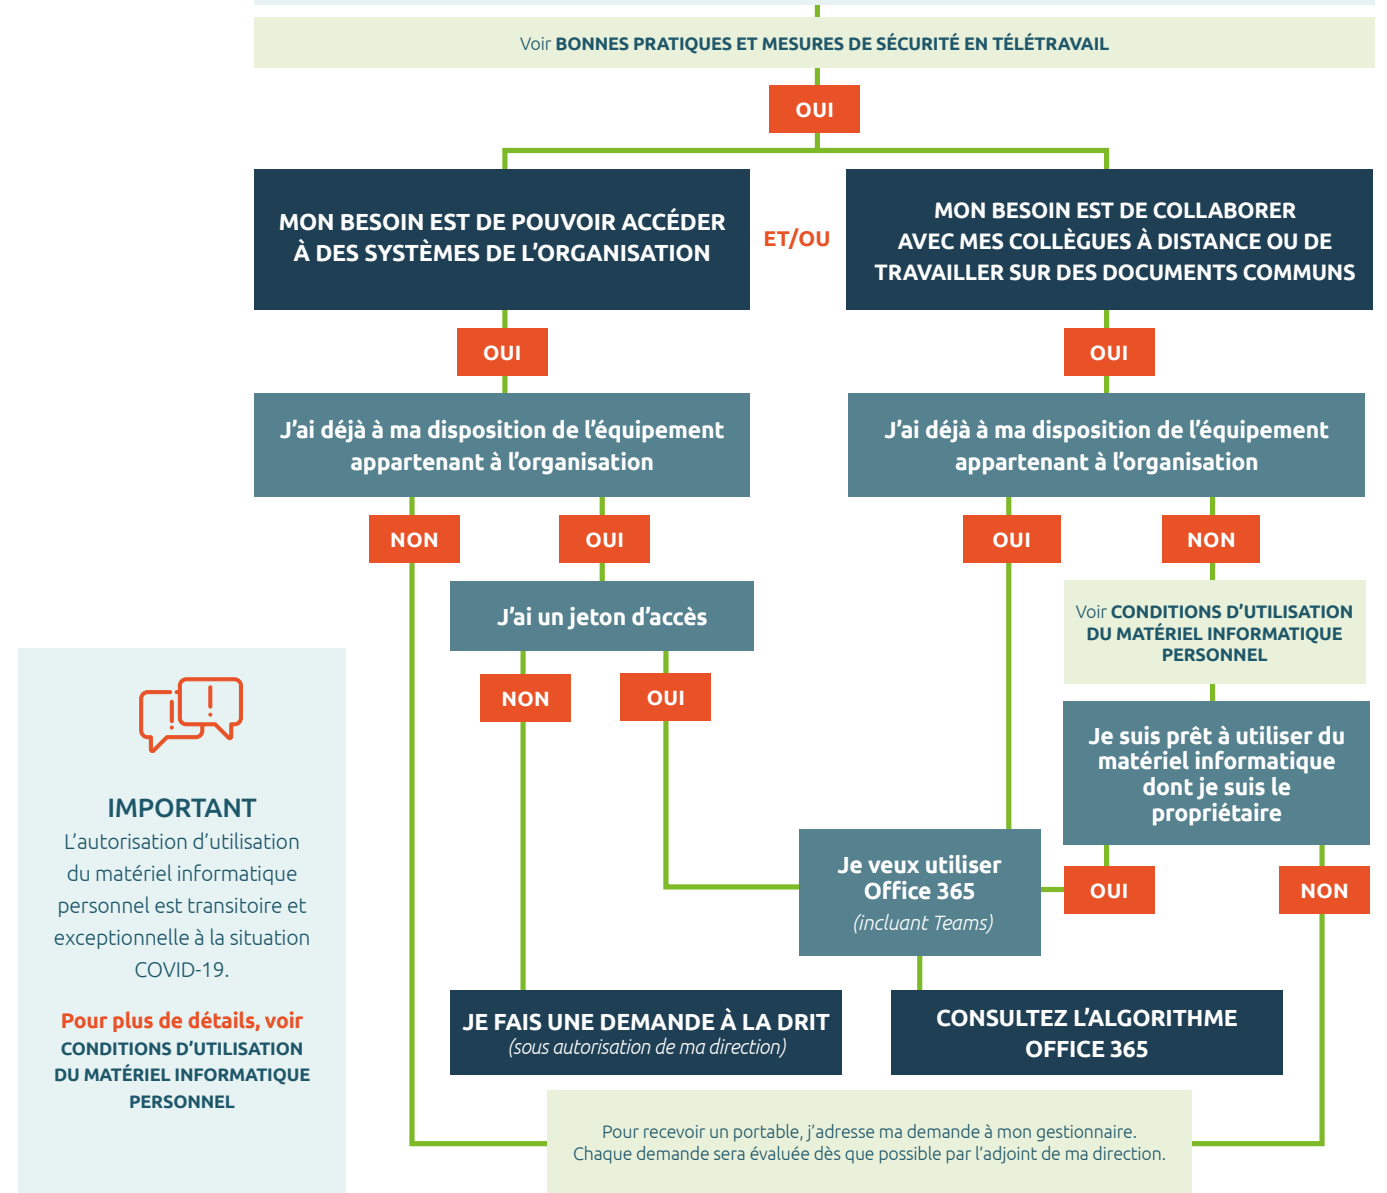 Voir BONNES PRATIQUES ET MESURES DE SÉCURITÉ EN TÉLÉTRAVAIL
OUI
MON BESOIN EST DE POUVOIR ACCÉDER
À DES SYSTÈMES DE L’ORGANISATION
ET/OU
MON BESOIN EST DE COLLABORER
AVEC MES COLLÈGUES À DISTANCE OU DE
TRAVAILLER SUR DES DOCUMENTS COMMUNS
OUI
OUI
J’ai déjà à ma disposition de l’équipement
appartenant à l’organisation
J’ai déjà à ma disposition de l’équipement
appartenant à l’organisation
NON
OUI
OUI
NON
J’ai un jeton d’accès
Voir CONDITIONS D’UTILISATION
DU MATÉRIEL INFORMATIQUE
PERSONNEL
NON
OUI
Je suis prêt à utiliser du
matériel informatique
dont je suis le
propriétaire
Je veux utiliser
Office 365
(incluant Teams)
OUI
NON
JE FAIS UNE DEMANDE À LA DRIT
(sous autorisation de ma direction)
CONSULTEZ L’ALGORITHME
OFFICE 365
Pour recevoir un portable, j’adresse ma demande à mon gestionnaire.
Chaque demande sera évaluée dès que possible par l’adjoint de ma direction.
IMPORTANT
L’autorisation d’utilisation
du matériel informatique
personnel est transitoire et
exceptionnelle à la situation
COVID-19.
Pour plus de détails, voir
CONDITIONS D’UTILISATION
DU MATÉRIEL INFORMATIQUE
PERSONNEL